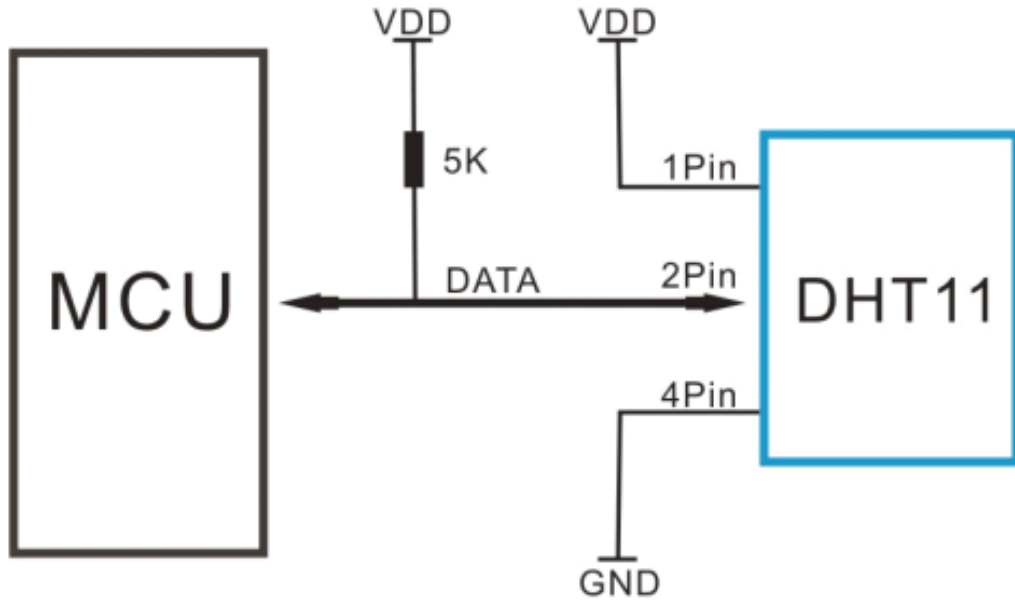 VDD
VDD
5K
1Pin
MCU
DATA
2Pin
DHT11
4Pin
GND